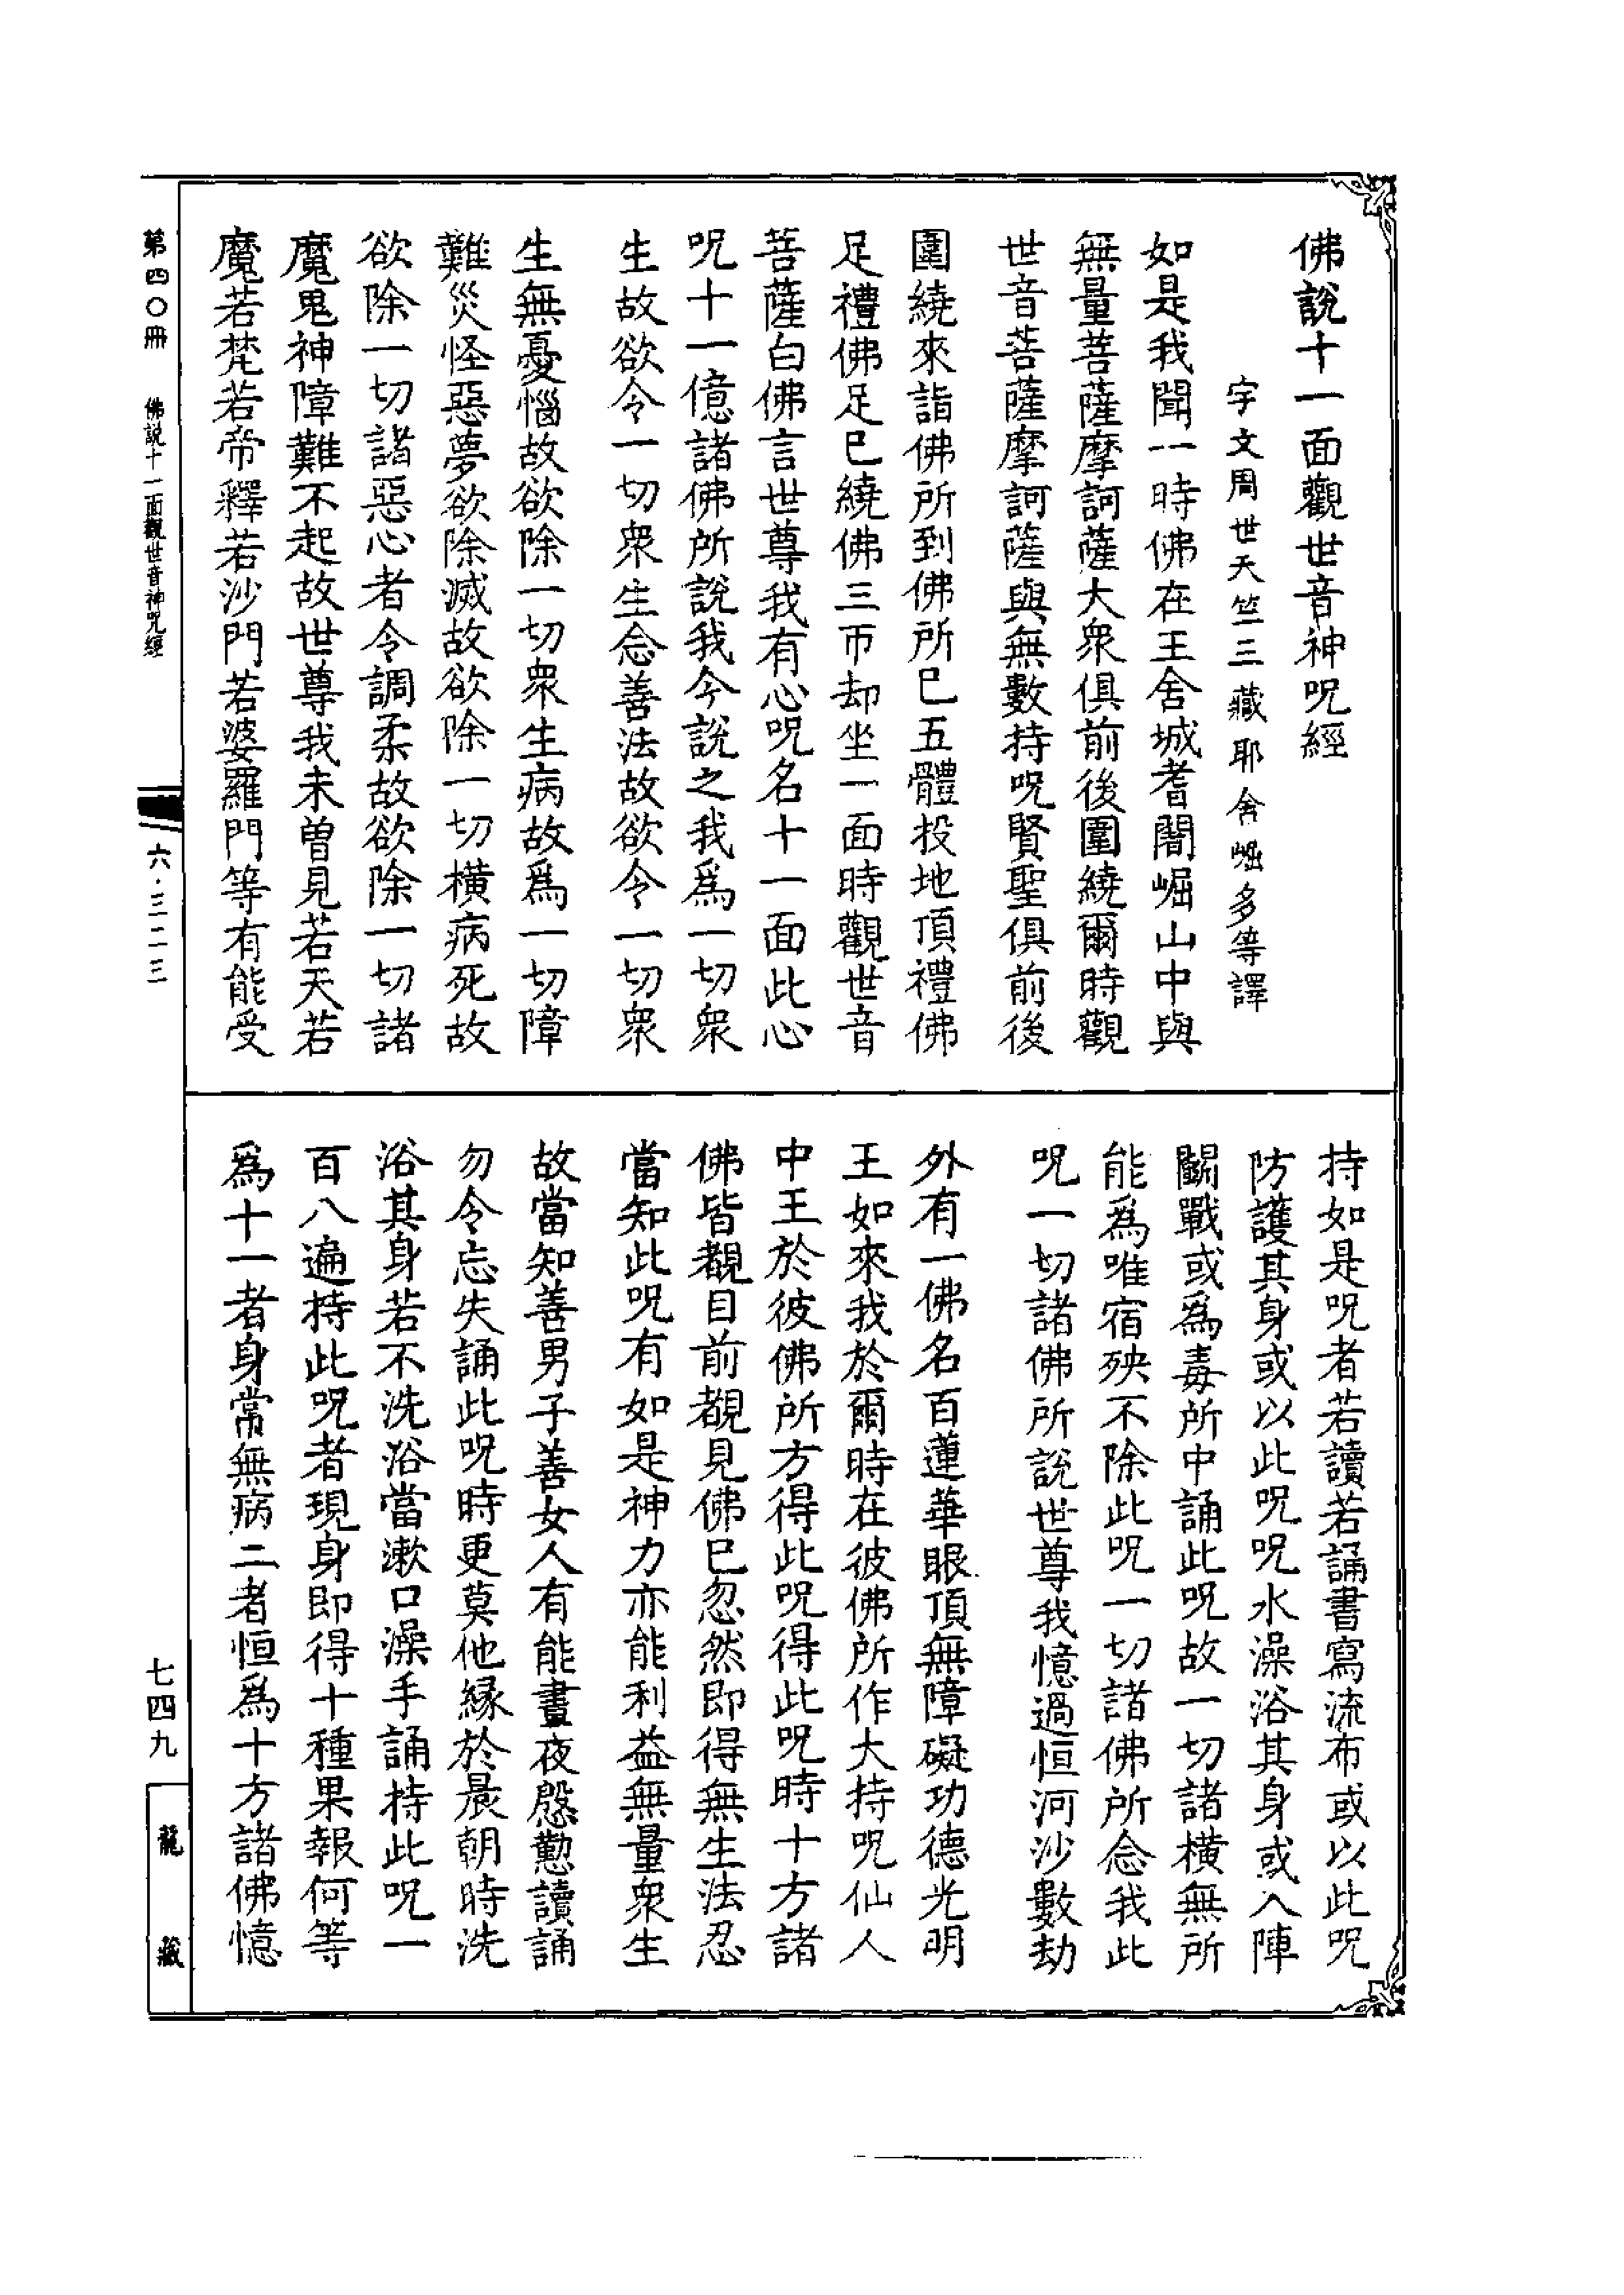 佛說十一面觀世音神呪經
宇文周世天竺三藏耶舍崛多等譯
如是我聞一時佛在王舍城耆闍崛山中與
無量菩薩摩訶薩大衆俱前後圍繞爾時觀
世音菩薩摩訶薩與無數持呪賢聖俱前後
圍繞來詣佛所到佛所已五體投地頂禮佛
足禮佛足已繞佛三帀却坐一面時觀世音
菩薩白佛言世尊我有心呪名十一面此心
呪十一億諸佛所說我今說之我爲一切衆
生故欲令一切衆生念善法故欲令一切衆
生無憂惱故欲除一切衆生病故爲一切障
難災怪惡夢欲除滅故欲除一切橫病死故
欲除一切諸惡心者令調柔故欲除一切諸
魔鬼神障難不起故世尊我未曾見若天若
魔若梵若帝釋若沙門若婆羅門等有能受
持如是呪者若讀若誦書寫流布或以此呪
防護其身或以此呪呪水澡浴其身或入陣
鬭戰或爲毒所中誦此呪故一切諸橫無所
能爲唯宿殃不除此呪一切諸佛所念我此
呪一切諸佛所說世尊我憶過恒河沙數劫
外有一佛名百蓮華眼頂無障礙功德光明
王如來我於爾時在彼佛所作大持呪仙人
中王於彼佛所方得此呪得此呪時十方諸
佛皆覩目前覩見佛已忽然即得無生法忍
當知此呪有如是神力亦能利益無量衆生
故當知善男子善女人有能晝夜慇懃讀誦
勿令忘失誦此呪時更莫他緣於晨朝時洗
浴其身若不洗浴當漱口澡手誦持此呪一
百八遍持此呪者現身即得十種果報何等
爲十一者身常無病二者恒爲十方諸佛憶
第四〇冊
佛說十一面觀世音神呪經
六·三二三
七四九
龍藏